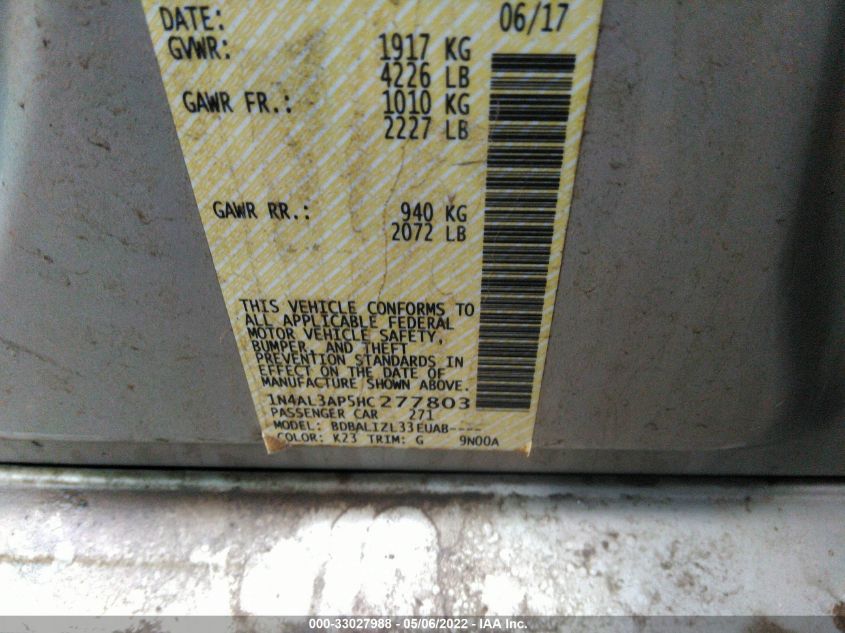 DATE: 06/17
GVWR: 1917 KG
4226 LB
GAWR FR.: 1010 KG
2227 LB
GAWR RR.: 940 KG
2072 LB
THIS VEHICLE CONFORMS TO
ALL APPLICABLE FEDERAL
MOTOR VEHICLE SAFETY,
BUMPER, AND THEFT
PREVENTION STANDARDS IN
EFFECT ON THE DATE OF
MANUFACTURE SHOWN ABOVE.
1N4AL3AP5HC277803
PASSENGER CAR 271
MODEL: BDBALIZL33EUAB----
COLOR: K23 TRIM: G 9N00A
000-33027988 - 05/06/2022 - IAA Inc.